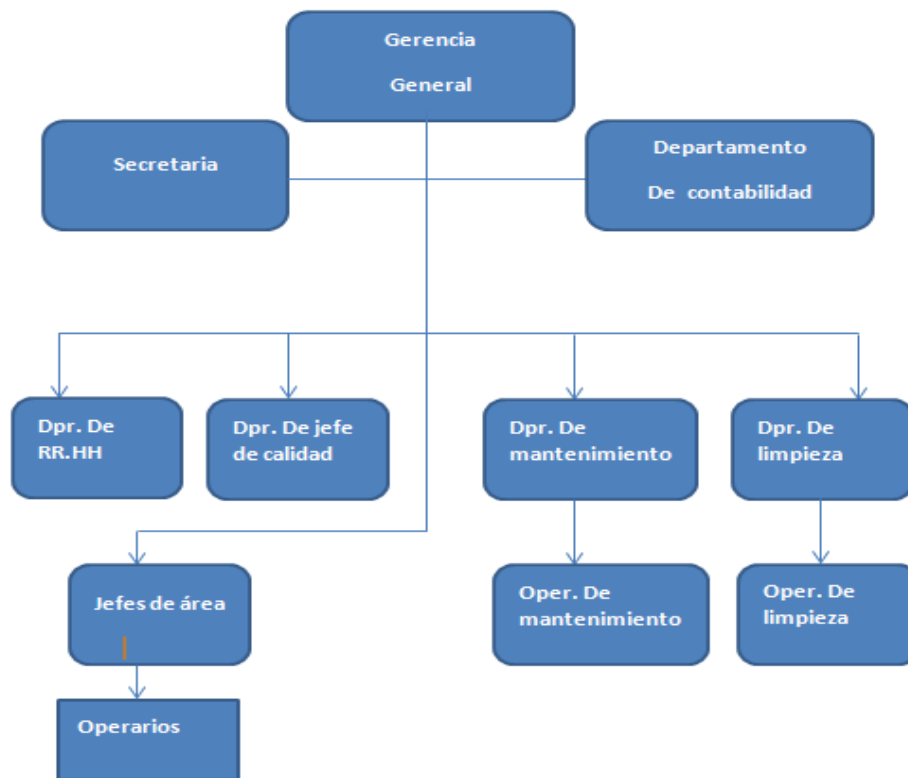 Gerencia
General
Secretaria
Departamento
De contabilidad
Dpr. De
RR.HH
Dpr. De jefe
de calidad
Dpr. De
mantenimiento
Dpr. De
limpieza
Jefes de área
Oper. De
mantenimiento
Oper. De
limpieza
Operarios